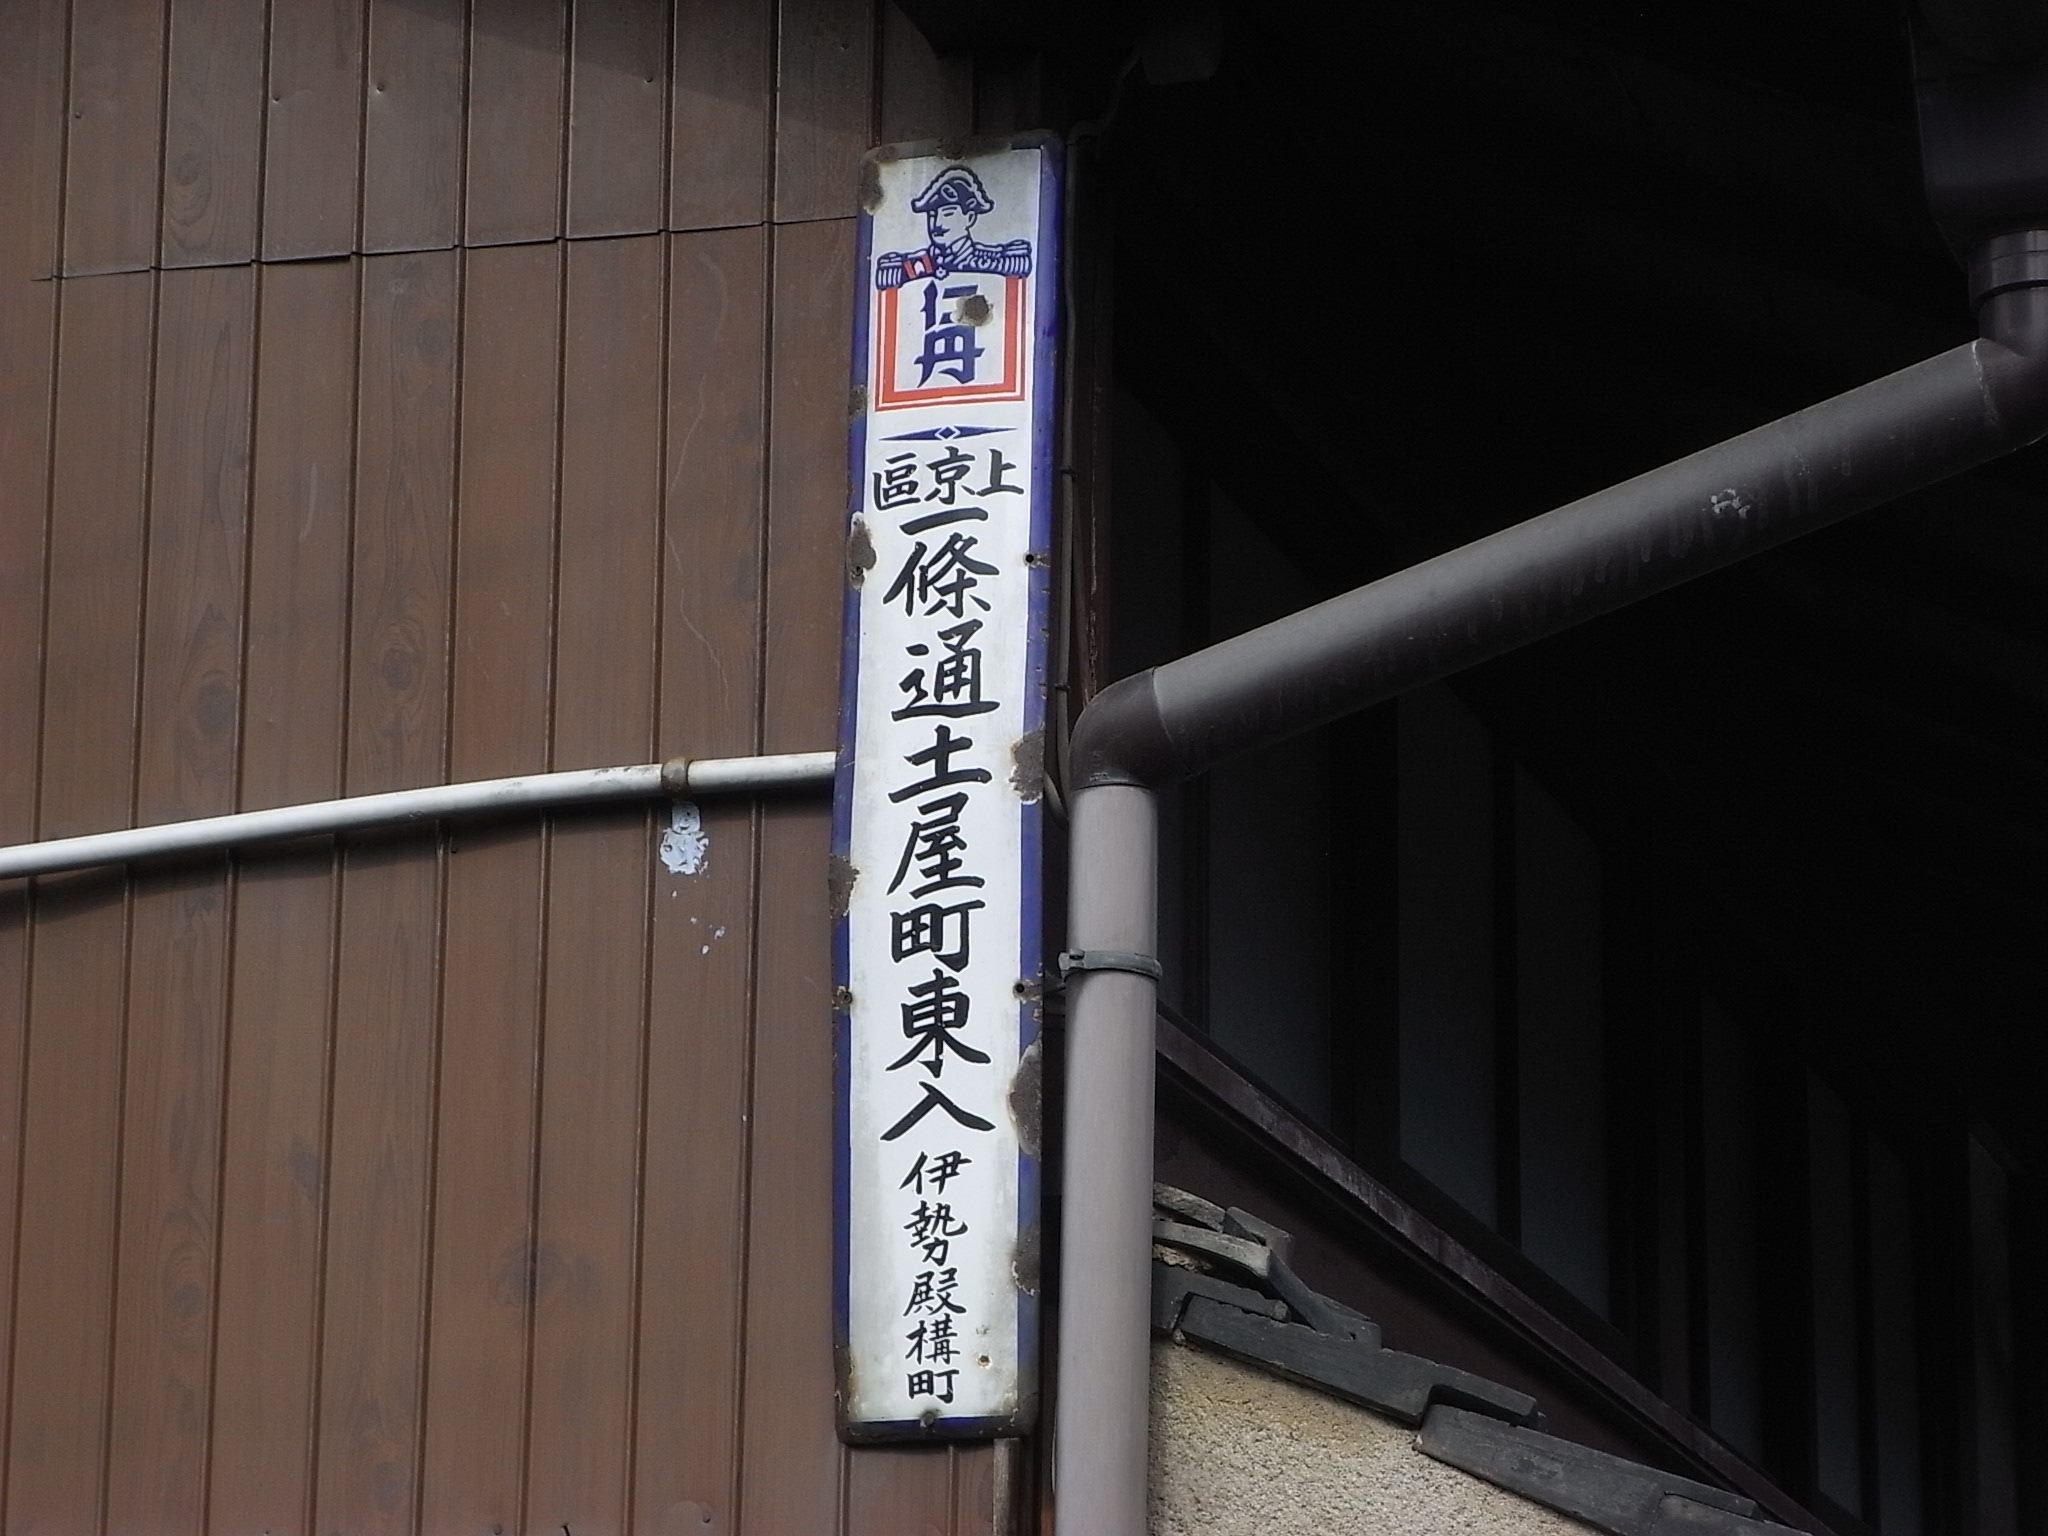 仁丹
上京區
一條通土屋町東入
伊勢殿構町